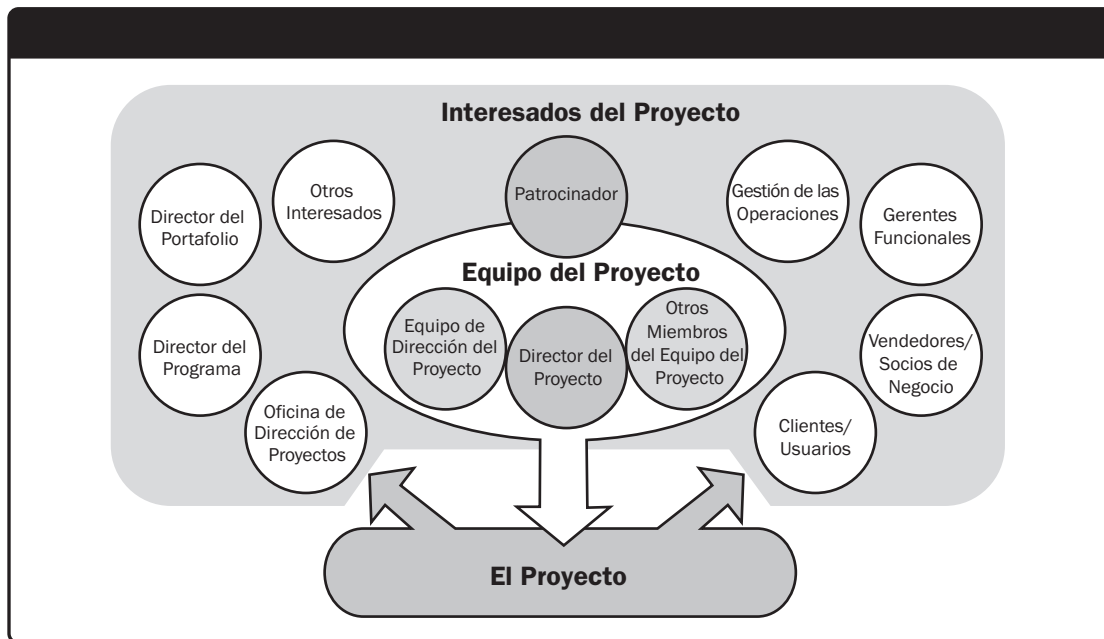 Interesados del Proyecto
Director del
Portafolio
Otros
Interesados
Patrocinador
Gestión de las
Operaciones
Gerentes
Funcionales
Equipo del Proyecto
Director del
Programa
Equipo de
Dirección del
Proyecto
Director del
Proyecto
Otros
Miembros
del Equipo del
Proyecto
Vendedores/
Socios de
Negocio
Oficina de
Dirección de
Proyectos
Clientes/
Usuarios
El Proyecto